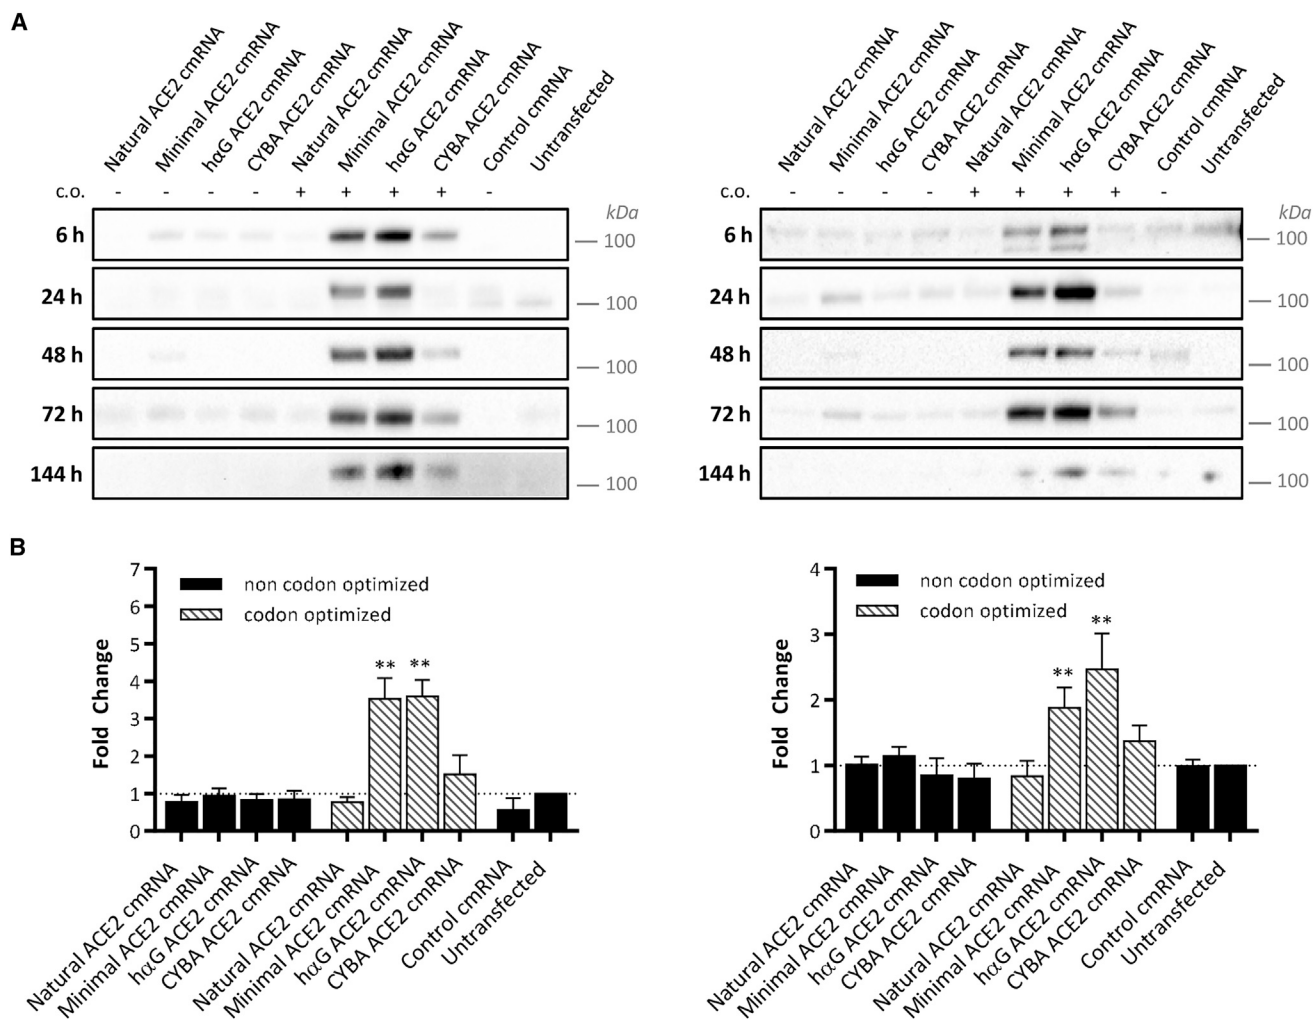 A
Natural ACE2 cmRNA
Minimal ACE2 cmRNA
hαG ACE2 cmRNA
CYBA ACE2 cmRNA
Natural ACE2 cmRNA
Minimal ACE2 cmRNA
hαG ACE2 cmRNA
CYBA ACE2 cmRNA
Control cmRNA
Untransfected
c.o. - - - - + + + + -
kDa
6 h 100
24 h 100
48 h 100
72 h 100
144 h 100
Natural ACE2 cmRNA
Minimal ACE2 cmRNA
hαG ACE2 cmRNA
CYBA ACE2 cmRNA
Natural ACE2 cmRNA
Minimal ACE2 cmRNA
hαG ACE2 cmRNA
CYBA ACE2 cmRNA
Control cmRNA
Untransfected
c.o. - - - - + + + + -
kDa
6 h 100
24 h 100
48 h 100
72 h 100
144 h 100
B
Fold Change
7
6
5
4
3
2
1
0
non codon optimized
codon optimized
** **
Natural ACE2 cmRNA
Minimal ACE2 cmRNA
hαG ACE2 cmRNA
CYBA ACE2 cmRNA
Natural ACE2 cmRNA
Minimal ACE2 cmRNA
hαG ACE2 cmRNA
CYBA ACE2 cmRNA
Control cmRNA
Untransfected
Fold Change
4
3
2
1
0
non codon optimized
codon optimized
**
**
Natural ACE2 cmRNA
Minimal ACE2 cmRNA
hαG ACE2 cmRNA
CYBA ACE2 cmRNA
Natural ACE2 cmRNA
Minimal ACE2 cmRNA
hαG ACE2 cmRNA
CYBA ACE2 cmRNA
Control cmRNA
Untransfected